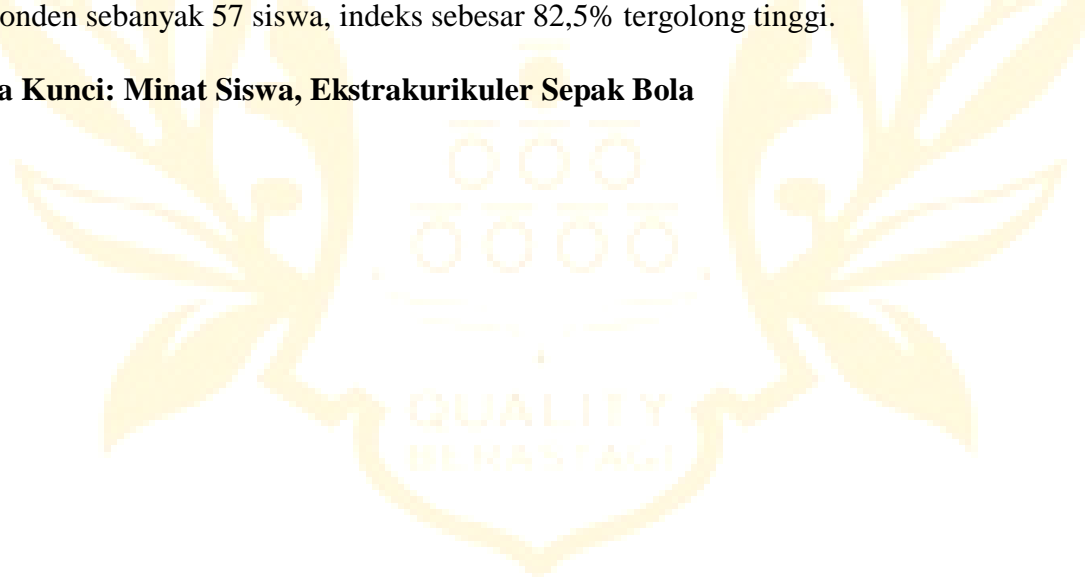 onden sebanyak 57 siswa, indeks sebesar 82,5% tergolong tinggi.
a Kunci: Minat Siswa, Ekstrakurikuler Sepak Bola
QUALITY
BERASTAGI